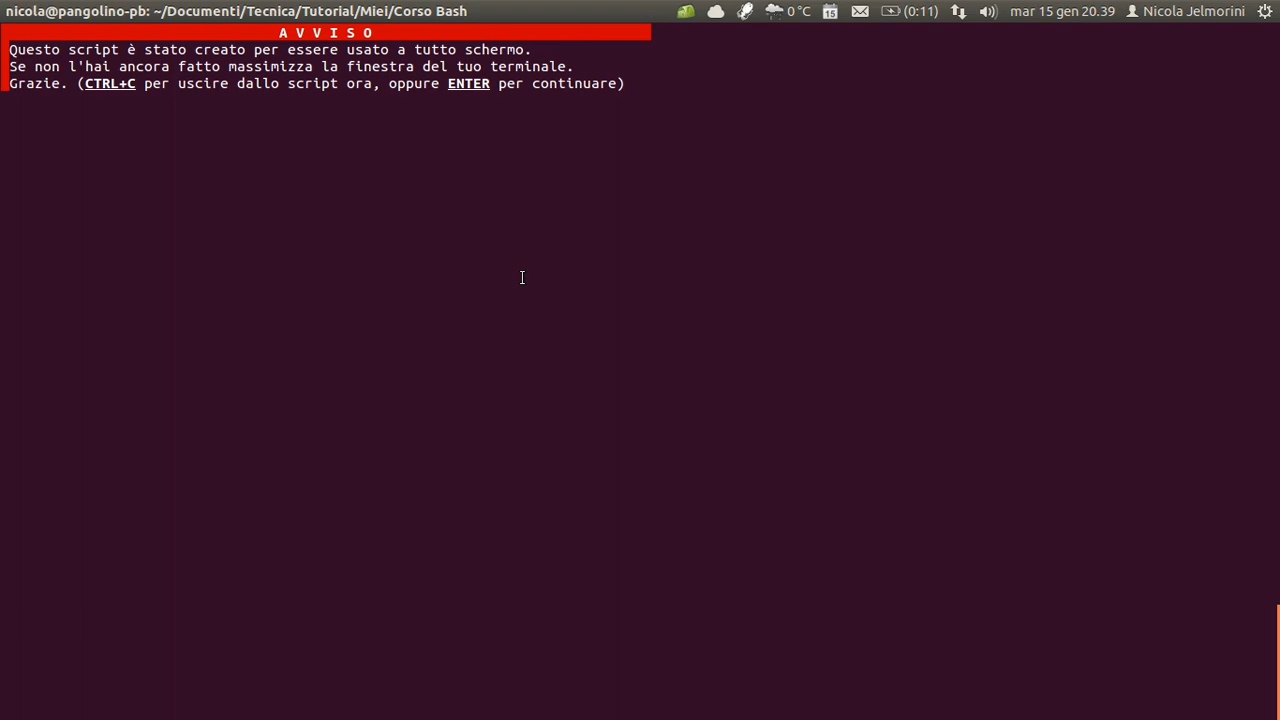 nicola@pangolino-pb: ~/Documenti/Tecnica/Tutorial/Miei/Corso Bash 0 °C 15 (0:11) mar 15 gen 20.39 Nicola Jelmorini
A V V I S O
Questo script è stato creato per essere usato a tutto schermo.
Se non l'hai ancora fatto massimizza la finestra del tuo terminale.
Grazie. (CTRL+C per uscire dallo script ora, oppure ENTER per continuare)